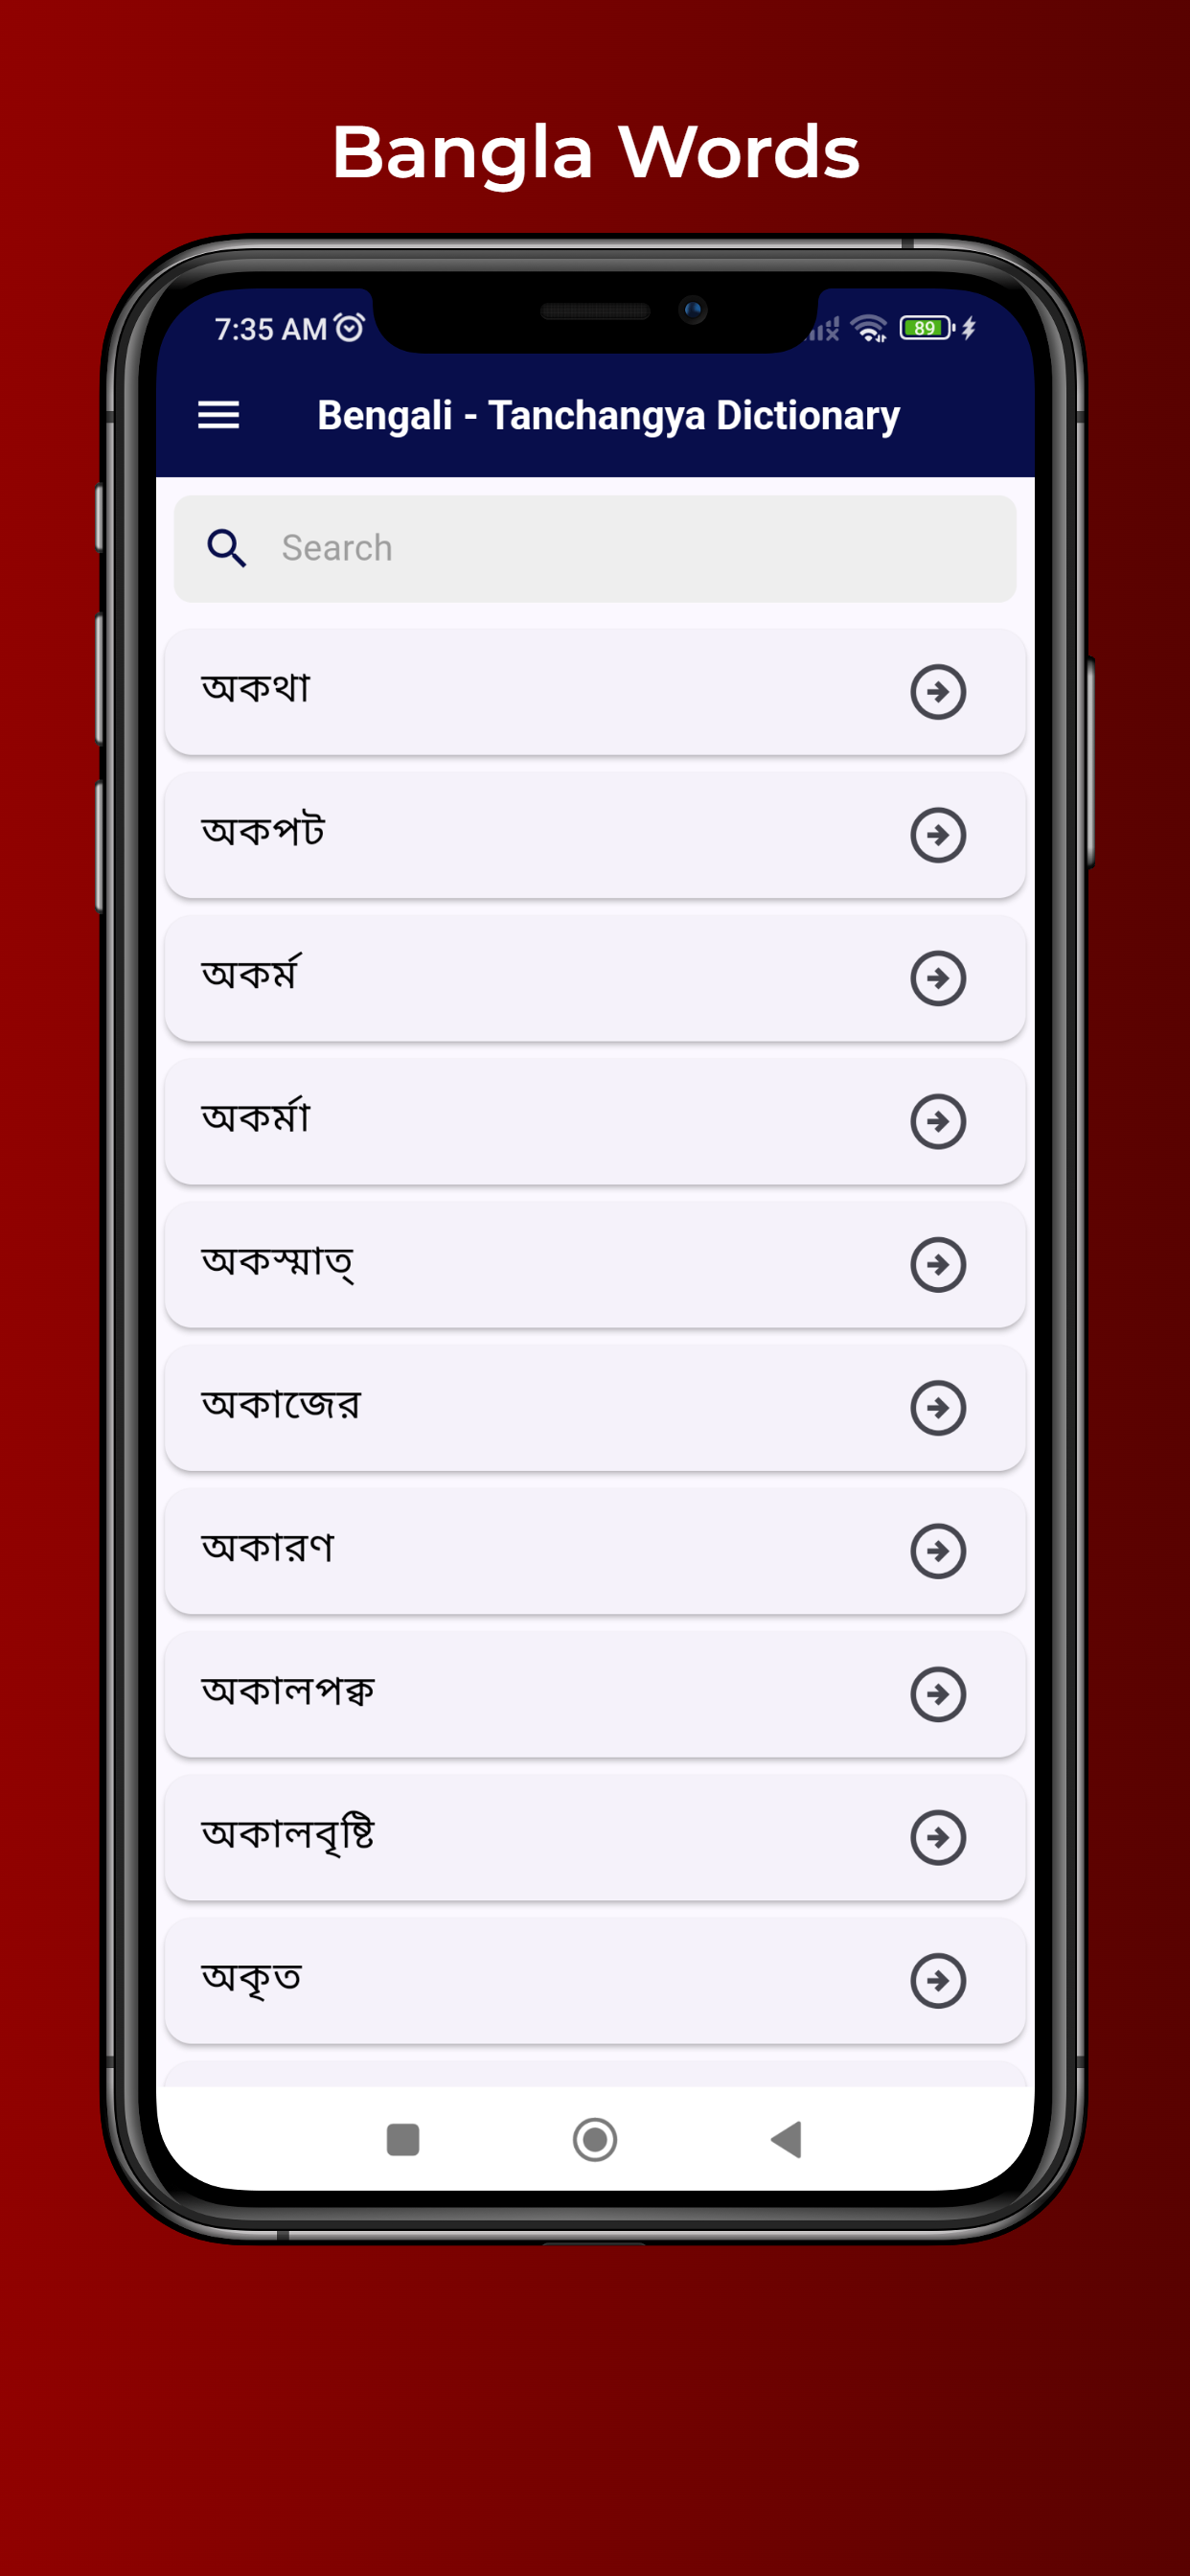 Bangla Words
7:35 AM
89
Bengali - Tanchangya Dictionary
Search
অকথা
অকপট
অকর্ম
অকর্মা
অকস্মাত্
অকাজের
অকারণ
অকালপক্ব
অকালবৃষ্টি
অকৃত